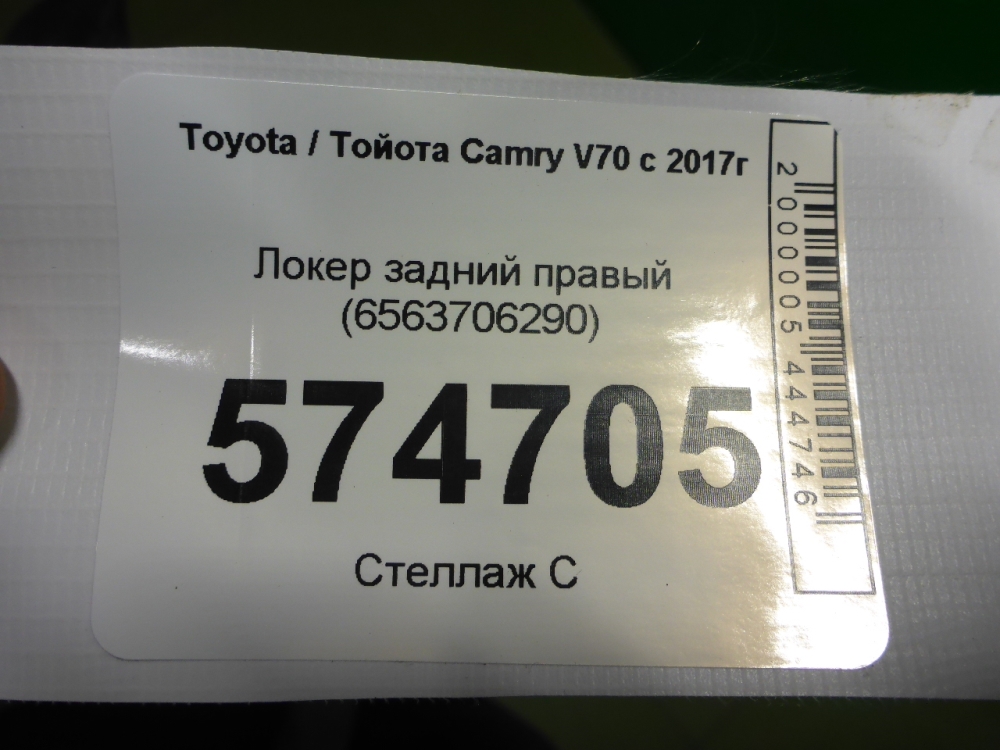 Toyota / Тойота Camry V70 с 2017г
Локер задний правый
(6563706290)
574705
Стеллаж С
2000005444746